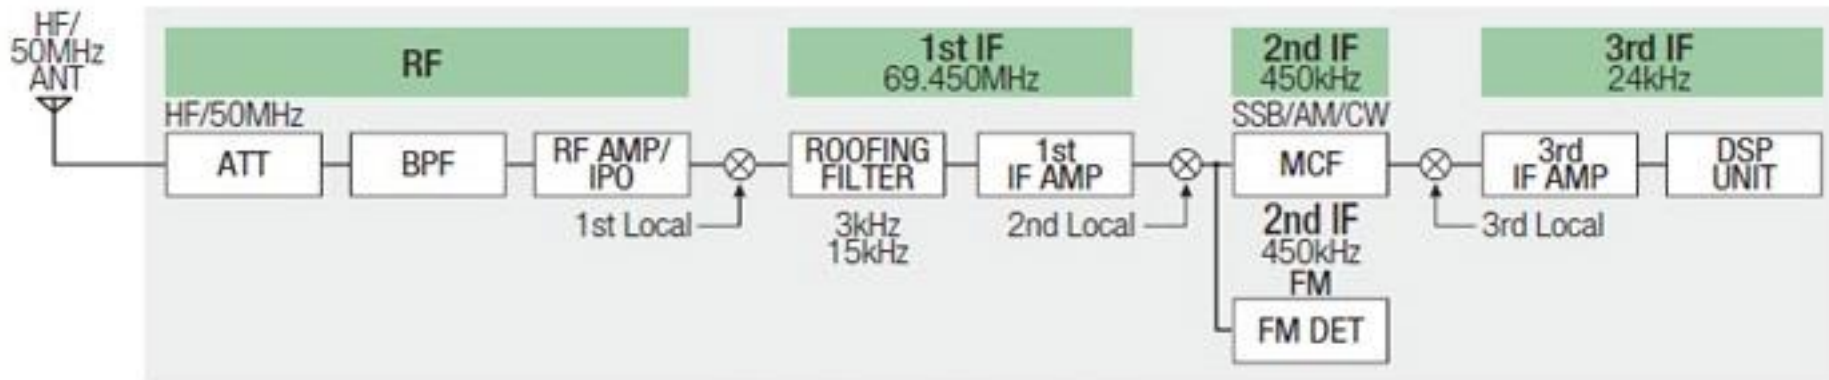 HF/
50MHz
ANT
RF
1st IF
69.450MHz
2nd IF
450kHz
3rd IF
24kHz
HF/50MHz
SSB/AM/CW
ATT
BPF
RF AMP/
IPO
ROOFING
FILTER
1st
IF AMP
MCF
3rd
IF AMP
DSP
UNIT
1st Local
3kHz
15kHz
2nd Local
2nd IF
450kHz
FM
3rd Local
FM DET